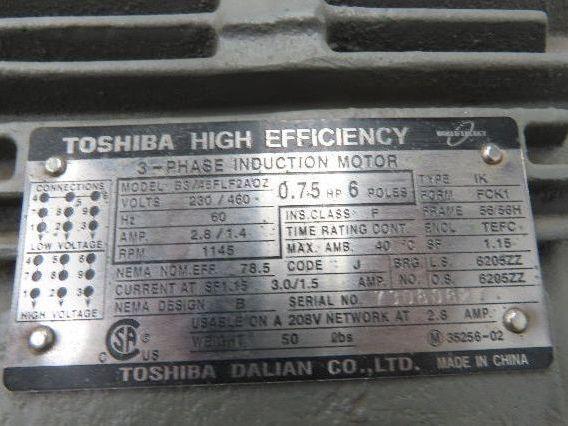 TOSHIBA HIGH EFFICIENCY
3-PHASE INDUCTION MOTOR
CONNECTIONS
LOW VOLTAGE
HIGH VOLTAGE
MODEL 0.75 HP 6 POLES TYPE IK
VOLTS 230/460 FORM FCK1
Hz 60 INS.CLASS F FRAME 56/56H
AMP. 2.8/1.4 TIME RATING CONT. ENCL TEFC
RPM 1145 MAX. AMB. 40 °C SF 1.15
NEMA NOM.EFF. 78.5 CODE J BRG L.S. 6205ZZ
CURRENT AT SF1.15 3.0/1.5 AMP. NO. O.S. 6205ZZ
NEMA DESIGN B SERIAL NO.
USABLE ON A 208V NETWORK AT 2.8 AMP.
WEIGHT 50 lbs M 35256-02
C US
TOSHIBA DALIAN CO.,LTD. MADE IN CHINA